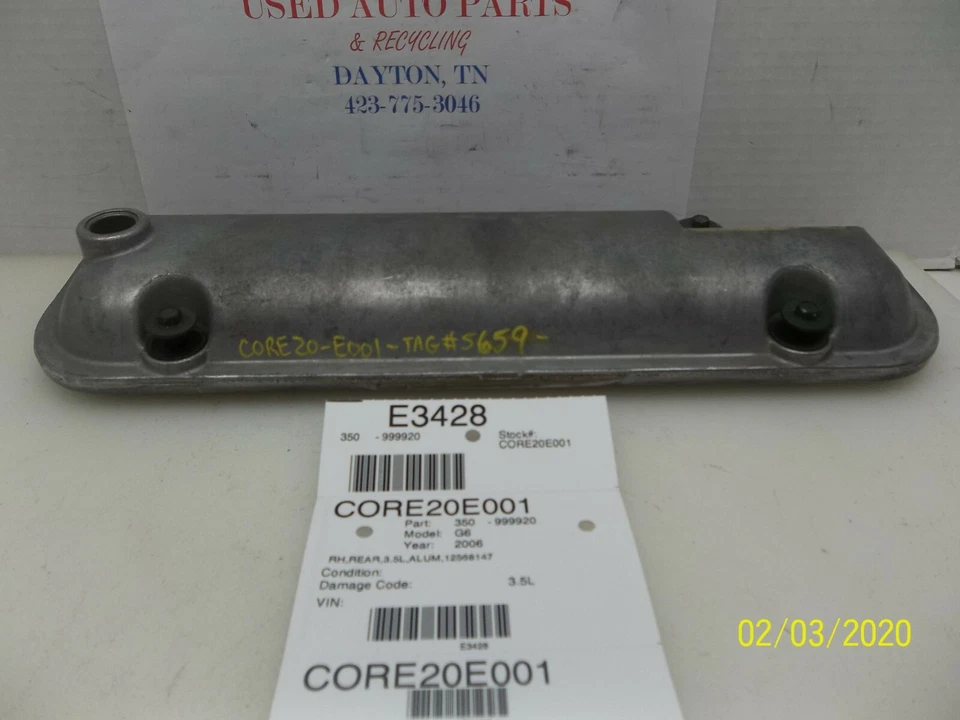 USED AUTO PARTS
& RECYCLING
DAYTON, TN
423-775-3046
CORE20-E001-TAG#5659-
E3428
350 -999920
Stock#:
CORE20E001
CORE20E001
Part: 350 -999920
Model: G6
Year: 2006
RH,REAR,3.5L,ALUM,12568147
Condition:
Damage Code: 3.5L
VIN:
E3428
CORE20E001
02/03/2020